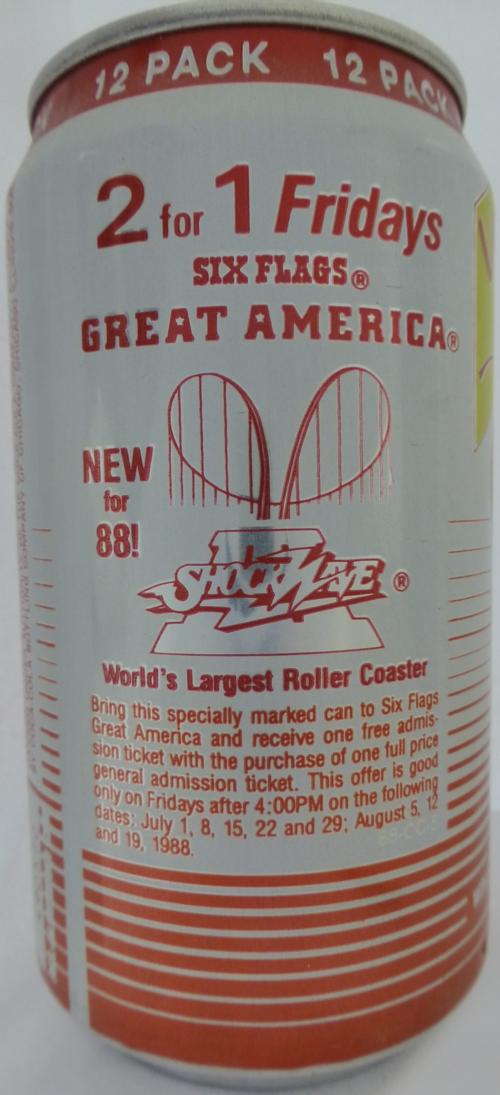 12 PACK 12 PACK
2 for 1 Fridays
SIX FLAGS®
GREAT AMERICA®
NEW
for
88!
SHOCKWAVE ®
World's Largest Roller Coaster
Bring this specially marked can to Six Flags
Great America and receive one free admis-
sion ticket with the purchase of one full price
general admission ticket. This offer is good
only on Fridays after 4:00PM on the following
dates: July 1, 8, 15, 22 and 29; August 5, 12
and 19, 1988.